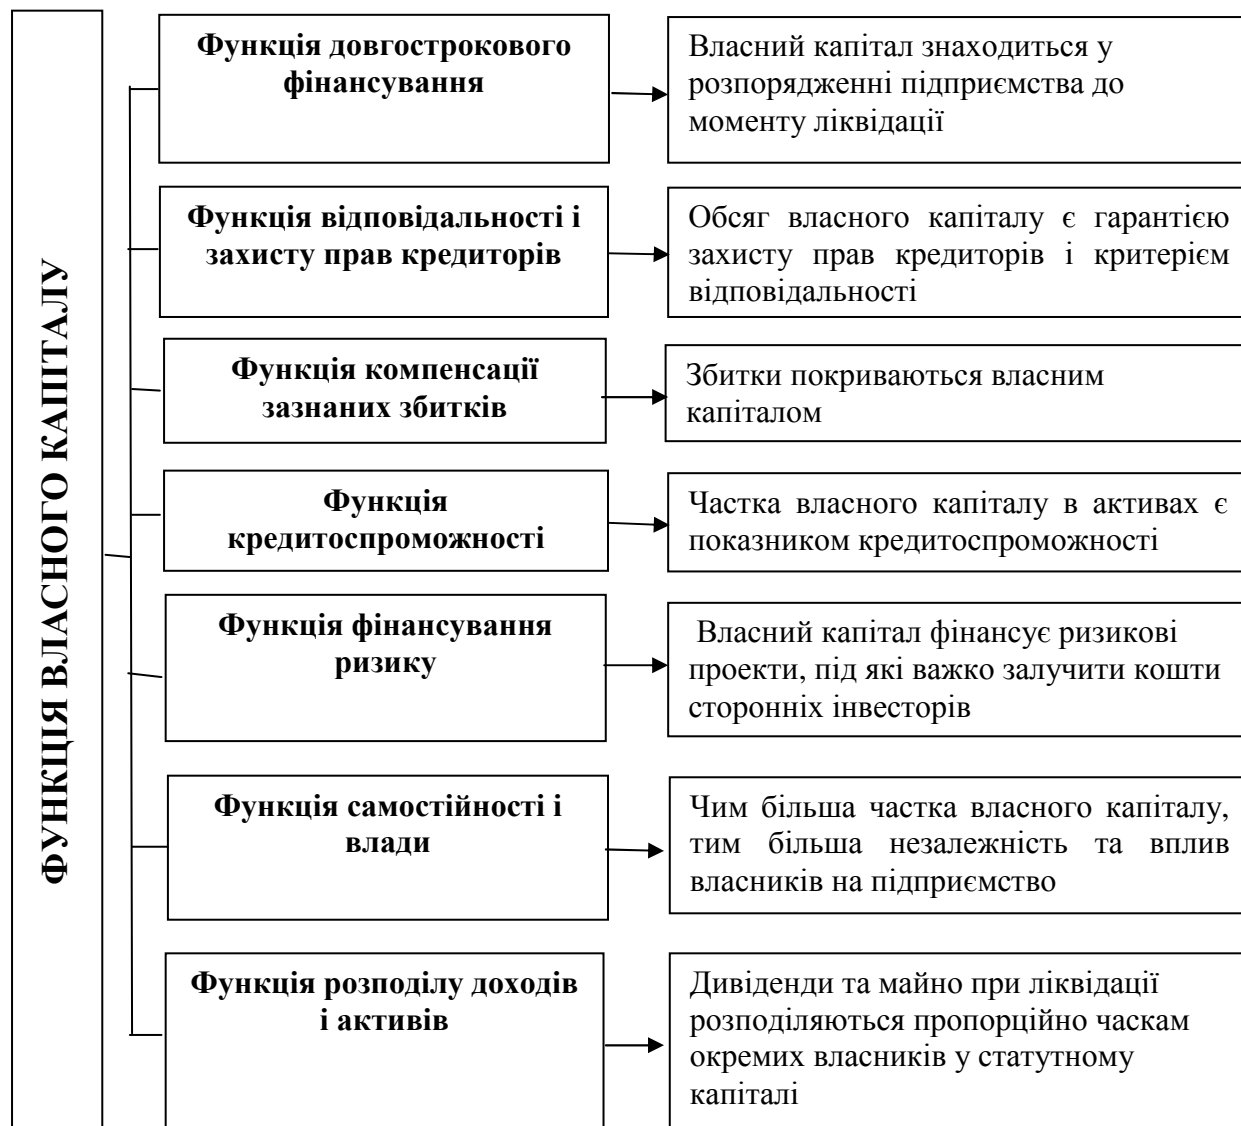 ФУНКЦІЯ ВЛАСНОГО КАПІТАЛУ
Функція довгострокового
фінансування
Власний капітал знаходиться у
розпорядженні підприємства до
моменту ліквідації
Функція відповідальності і
захисту прав кредиторів
Обсяг власного капіталу є гарантією
захисту прав кредиторів і критерієм
відповідальності
Функція компенсації
зазнаних збитків
Збитки покриваються власним
капіталом
Функція
кредитоспроможності
Частка власного капіталу в активах є
показником кредитоспроможності
Функція фінансування
ризику
Власний капітал фінансує ризикові
проекти, під які важко залучити кошти
сторонніх інвесторів
Функція самостійності і
влади
Чим більша частка власного капіталу,
тим більша незалежність та вплив
власників на підприємство
Функція розподілу доходів
і активів
Дивіденди та майно при ліквідації
розподіляються пропорційно часкам
окремих власників у статутному
капіталі